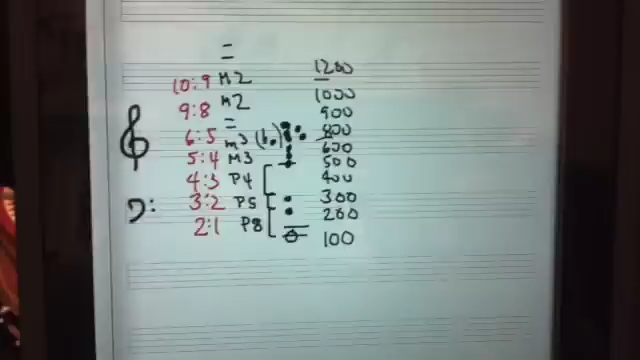 1200
10:9 M2
1000
9:8 M2
900
6:5 m3 (b.) 800
600
5:4 M3 500
4:3 P4 400
3:2 P5 300
200
2:1 P8
100